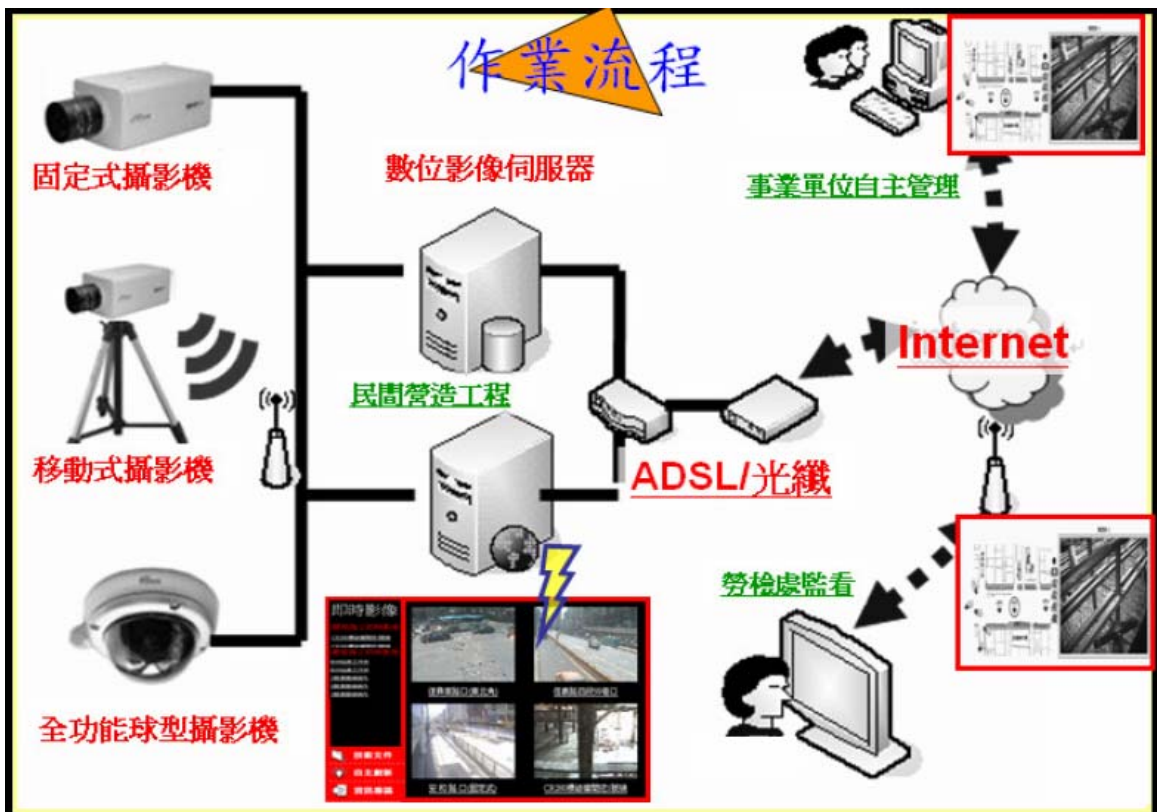 作業流程
固定式攝影機
數位影像伺服器
事業單位自主管理
Internet
民間營造工程
移動式攝影機
ADSL/光纖
勞檢處監看
即時影像
全功能球型攝影機